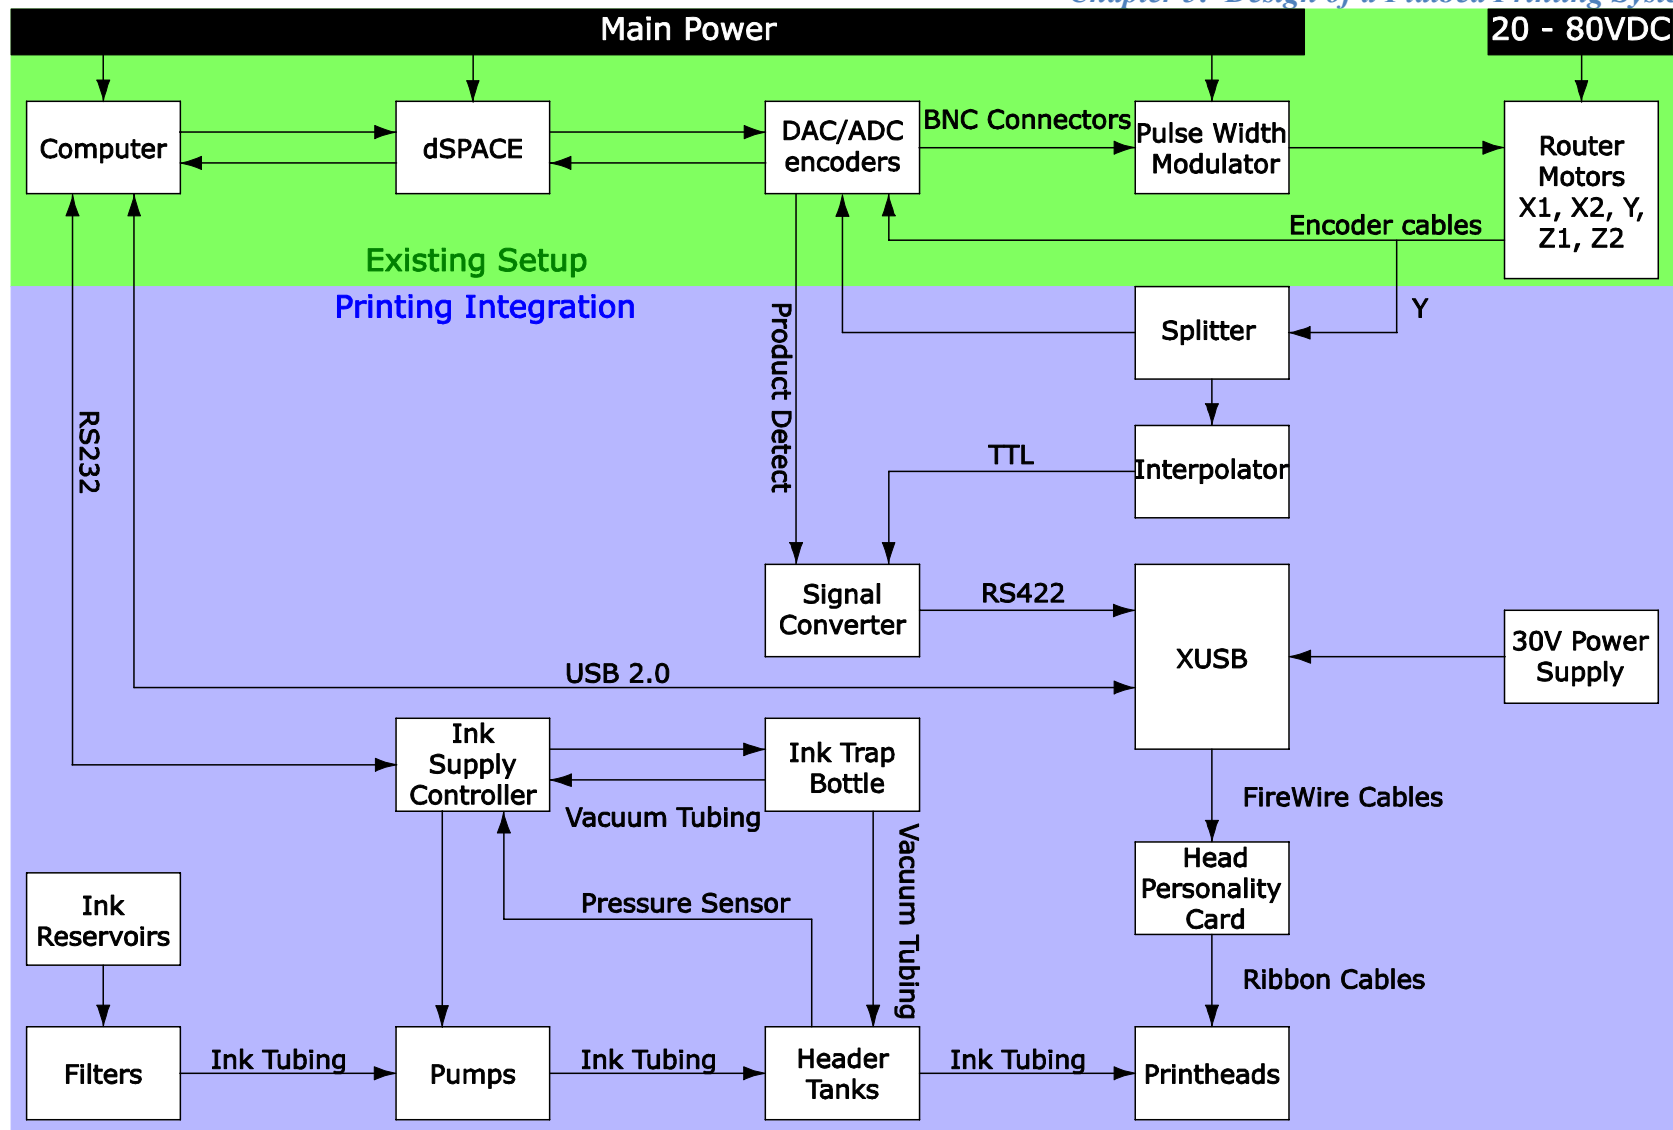 Main Power
20 - 80VDC
Computer
dSPACE
DAC/ADC
encoders
BNC Connectors
Pulse Width
Modulator
Router
Motors
X1, X2, Y,
Z1, Z2
Encoder cables
Existing Setup
Printing Integration
Y
Splitter
Product Detect
RS232
TTL
Interpolator
Signal
Converter
RS422
XUSB
30V Power
Supply
USB 2.0
Ink
Supply
Controller
Ink Trap
Bottle
Vacuum Tubing
FireWire Cables
Vacuum Tubing
Head
Personality
Card
Pressure Sensor
Ink
Reservoirs
Ribbon Cables
Filters
Ink Tubing
Pumps
Ink Tubing
Header
Tanks
Ink Tubing
Printheads